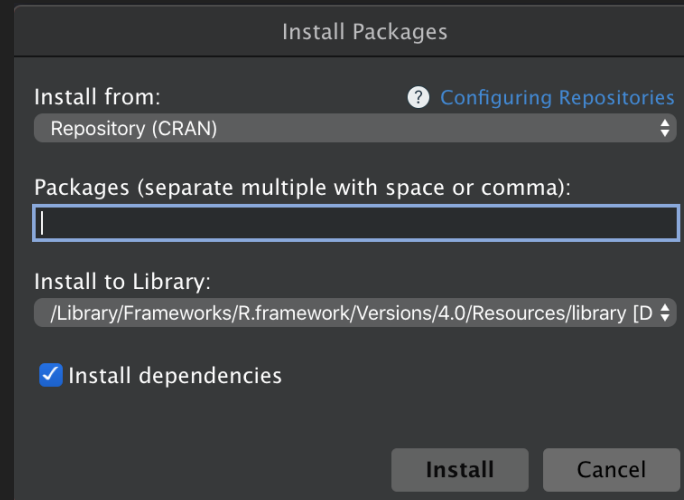 Install Packages
Install from:
? Configuring Repositories
Repository (CRAN)
Packages (separate multiple with space or comma):
Install to Library:
/Library/Frameworks/R.framework/Versions/4.0/Resources/library [D
Install dependencies
Install
Cancel